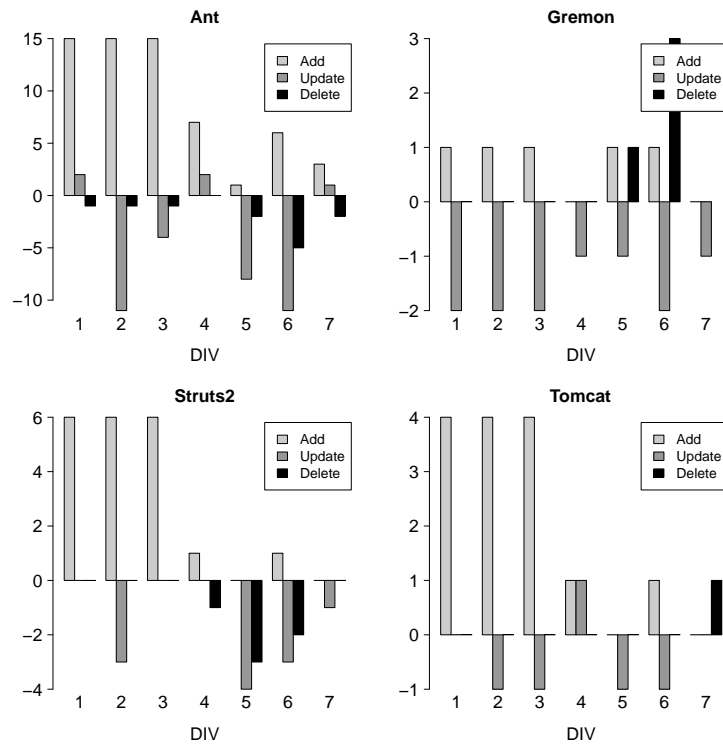 Ant
15
10
5
0
−5
−10
Add
Update
Delete
1 2 3 4 5 6 7
DIV
Gremon
3
2
1
0
−1
−2
Add
Update
Delete
1 2 3 4 5 6 7
DIV
Struts2
6
4
2
0
−2
−4
Add
Update
Delete
1 2 3 4 5 6 7
DIV
Tomcat
4
3
2
1
0
−1
Add
Update
Delete
1 2 3 4 5 6 7
DIV